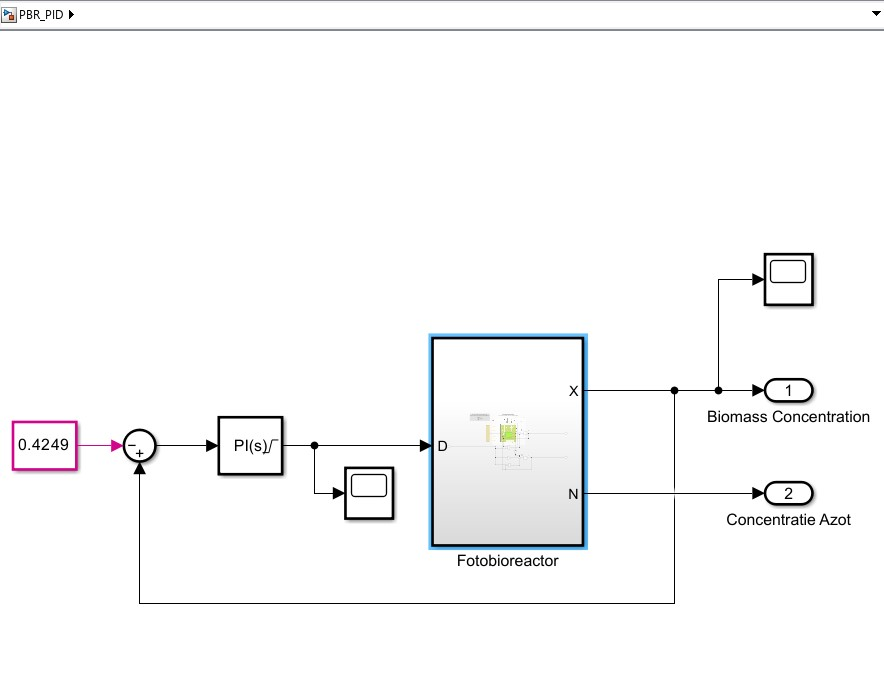 PBR_PID
1
X
Biomass Concentration
0.4249
−
+
PI(s)
D
N
2
Concentratie Azot
Fotobioreactor